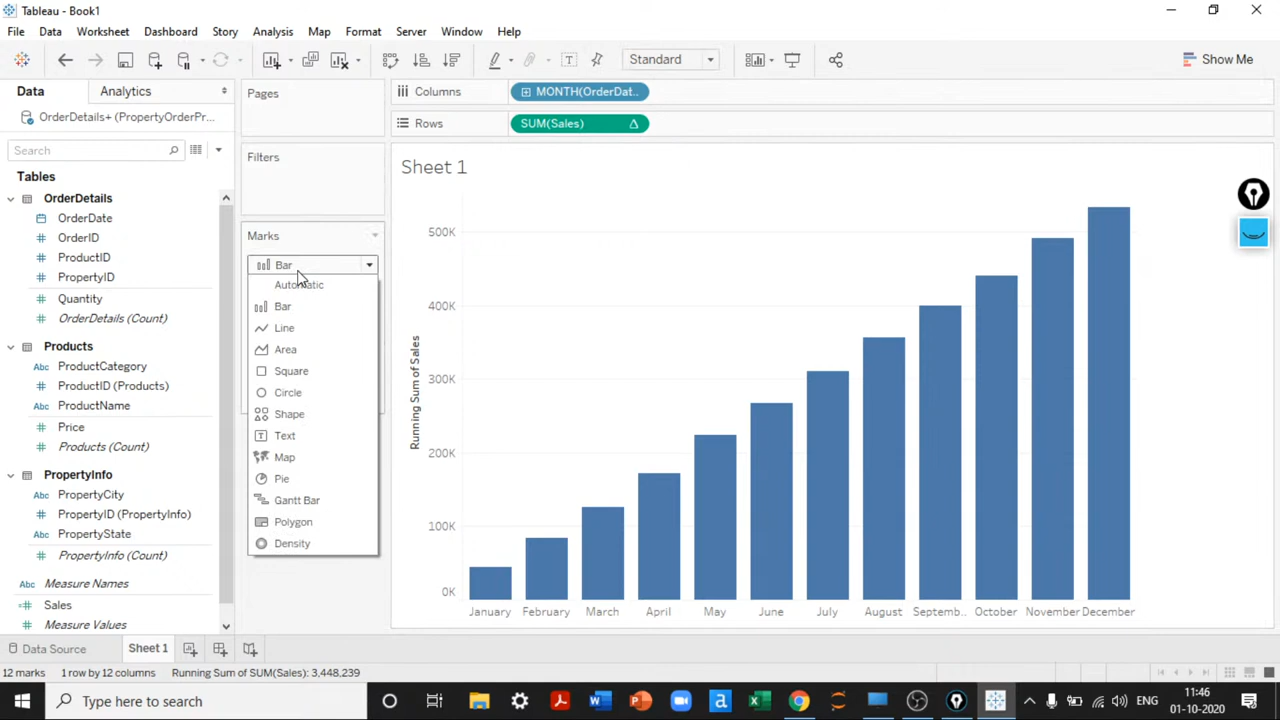 Tableau - Book1
File Data Worksheet Dashboard Story Analysis Map Format Server Window Help
Standard
Show Me
Data Analytics
OrderDetails+ (PropertyOrderPr...
Search
Tables
OrderDetails
OrderDate
OrderID
ProductID
PropertyID
Quantity
OrderDetails (Count)
Products
Abc ProductCategory
ProductID (Products)
Abc ProductName
Price
Products (Count)
PropertyInfo
Abc PropertyCity
PropertyID (PropertyInfo)
Abc PropertyState
PropertyInfo (Count)
Abc Measure Names
Sales
Measure Values
Pages
Filters
Marks
Bar
Automatic
Bar
Line
Area
Square
Circle
Shape
Text
Map
Pie
Gantt Bar
Polygon
Density
Columns MONTH(OrderDat..
Rows SUM(Sales)
Sheet 1
Running Sum of Sales
500K
400K
300K
200K
100K
0K
January February March April May June July August Septemb.. October November December
Data Source Sheet 1
12 marks 1 row by 12 columns Running Sum of SUM(Sales): 3,448,239
Type here to search
ENG
11:46
01-10-2020